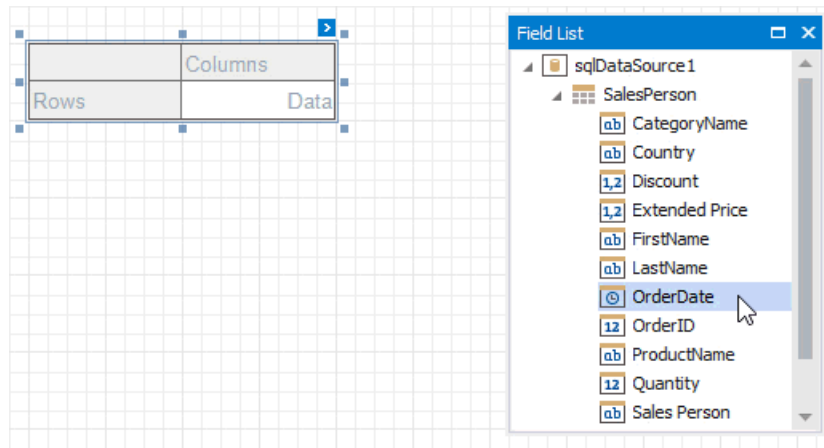 Columns
Rows Data
Field List
sqlDataSource1
SalesPerson
ab CategoryName
ab Country
1,2 Discount
1,2 Extended Price
ab FirstName
ab LastName
OrderDate
12 OrderID
ab ProductName
12 Quantity
ab Sales Person